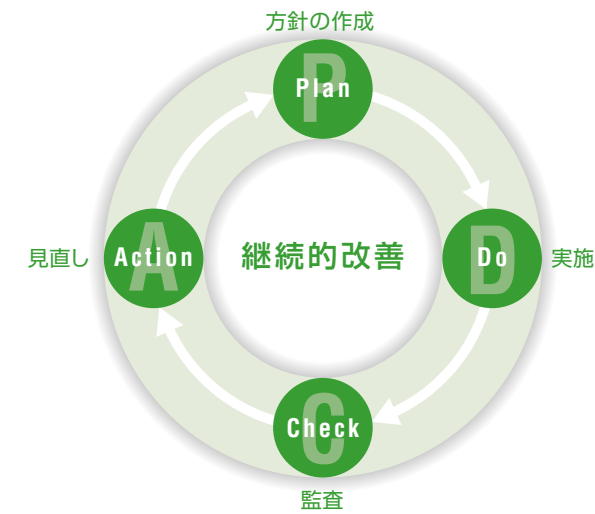 方針の作成
P
Plan
見直し
A
Action
継続的改善
D
Do
実施
C
Check
監査